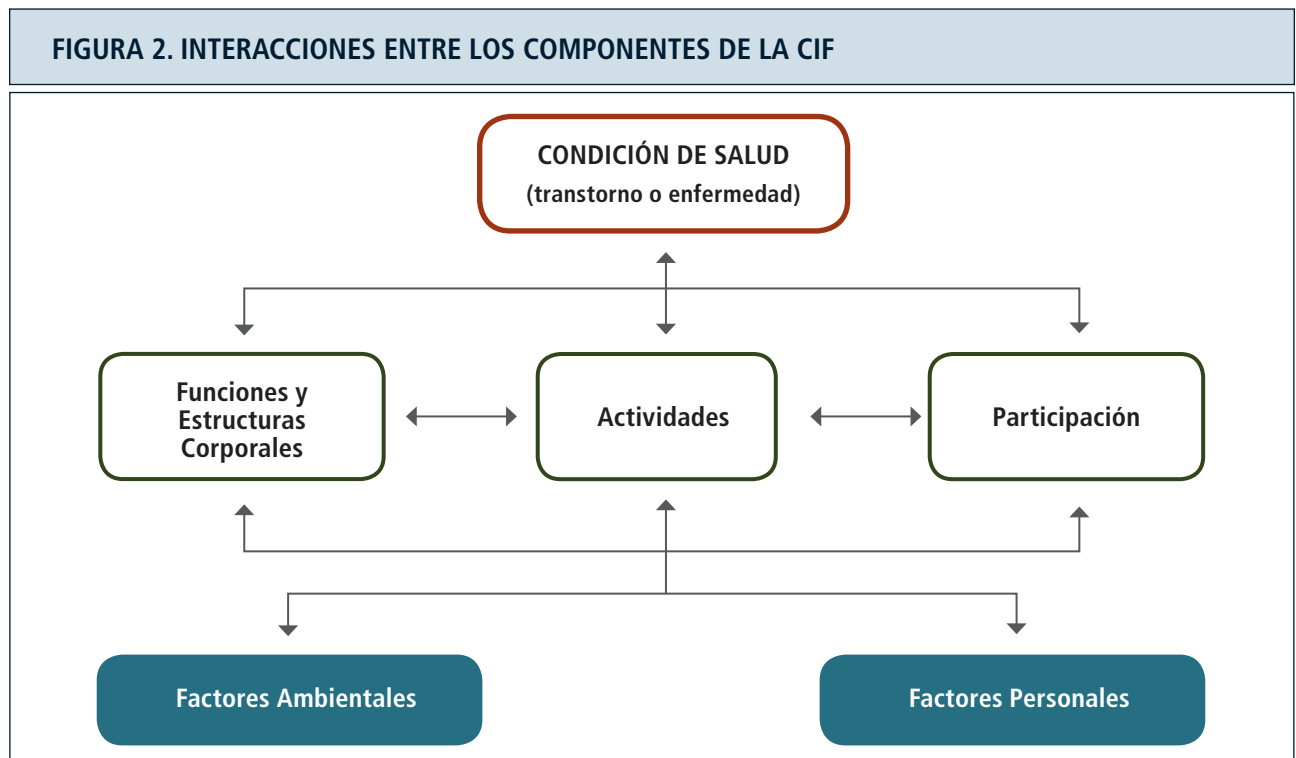 FIGURA 2. INTERACCIONES ENTRE LOS COMPONENTES DE LA CIF
CONDICIÓN DE SALUD
(transtorno o enfermedad)
Funciones y
Estructuras
Corporales
Actividades
Participación
Factores Ambientales
Factores Personales